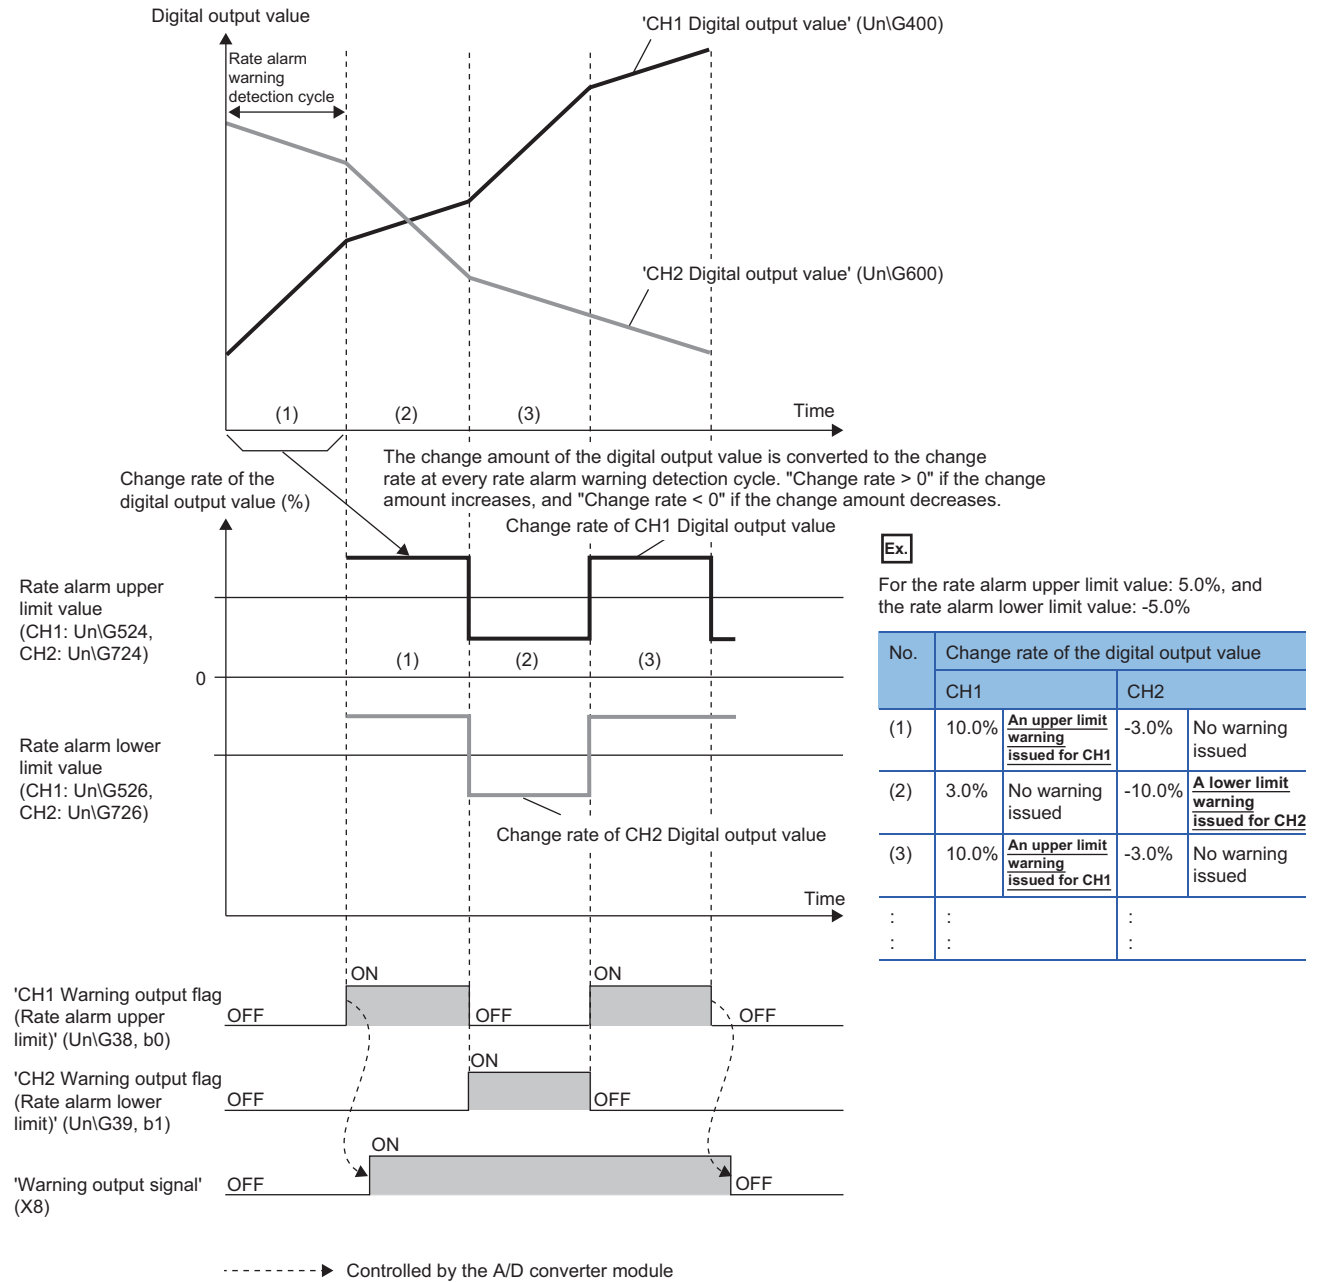 Digital output value
'CH1 Digital output value' (Un\G400)
Rate alarm
warning
detection cycle
'CH2 Digital output value' (Un\G600)
(1)
(2)
(3)
Time
The change amount of the digital output value is converted to the change
rate at every rate alarm warning detection cycle. "Change rate > 0" if the change
amount increases, and "Change rate < 0" if the change amount decreases.
Change rate of the
digital output value (%)
Change rate of CH1 Digital output value
Rate alarm upper
limit value
(CH1: Un\G524,
CH2: Un\G724)
(1)
(2)
(3)
0
Rate alarm lower
limit value
(CH1: Un\G526,
CH2: Un\G726)
Change rate of CH2 Digital output value
Time
Ex.
For the rate alarm upper limit value: 5.0%, and
the rate alarm lower limit value: -5.0%
No.
Change rate of the digital output value
CH1
CH2
(1)
10.0%
An upper limit
warning
issued for CH1
-3.0%
No warning
issued
(2)
3.0%
No warning
issued
-10.0%
A lower limit
warning
issued for CH2
(3)
10.0%
An upper limit
warning
issued for CH1
-3.0%
No warning
issued
: : :
: : :
'CH1 Warning output flag
(Rate alarm upper
limit)' (Un\G38, b0)
OFF
ON
OFF
ON
OFF
'CH2 Warning output flag
(Rate alarm lower
limit)' (Un\G39, b1)
OFF
ON
OFF
'Warning output signal'
(X8)
OFF
ON
OFF
Controlled by the A/D converter module